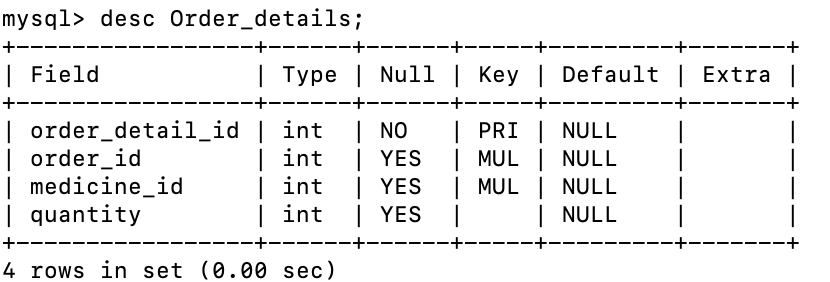 mysql> desc Order_details;
+-----------------+------+------+-----+---------+-------+
| Field           | Type | Null | Key | Default | Extra |
+-----------------+------+------+-----+---------+-------+
| order_detail_id | int  | NO   | PRI | NULL    |       |
| order_id        | int  | YES  | MUL | NULL    |       |
| medicine_id     | int  | YES  | MUL | NULL    |       |
| quantity        | int  | YES  |     | NULL    |       |
+-----------------+------+------+-----+---------+-------+
4 rows in set (0.00 sec)